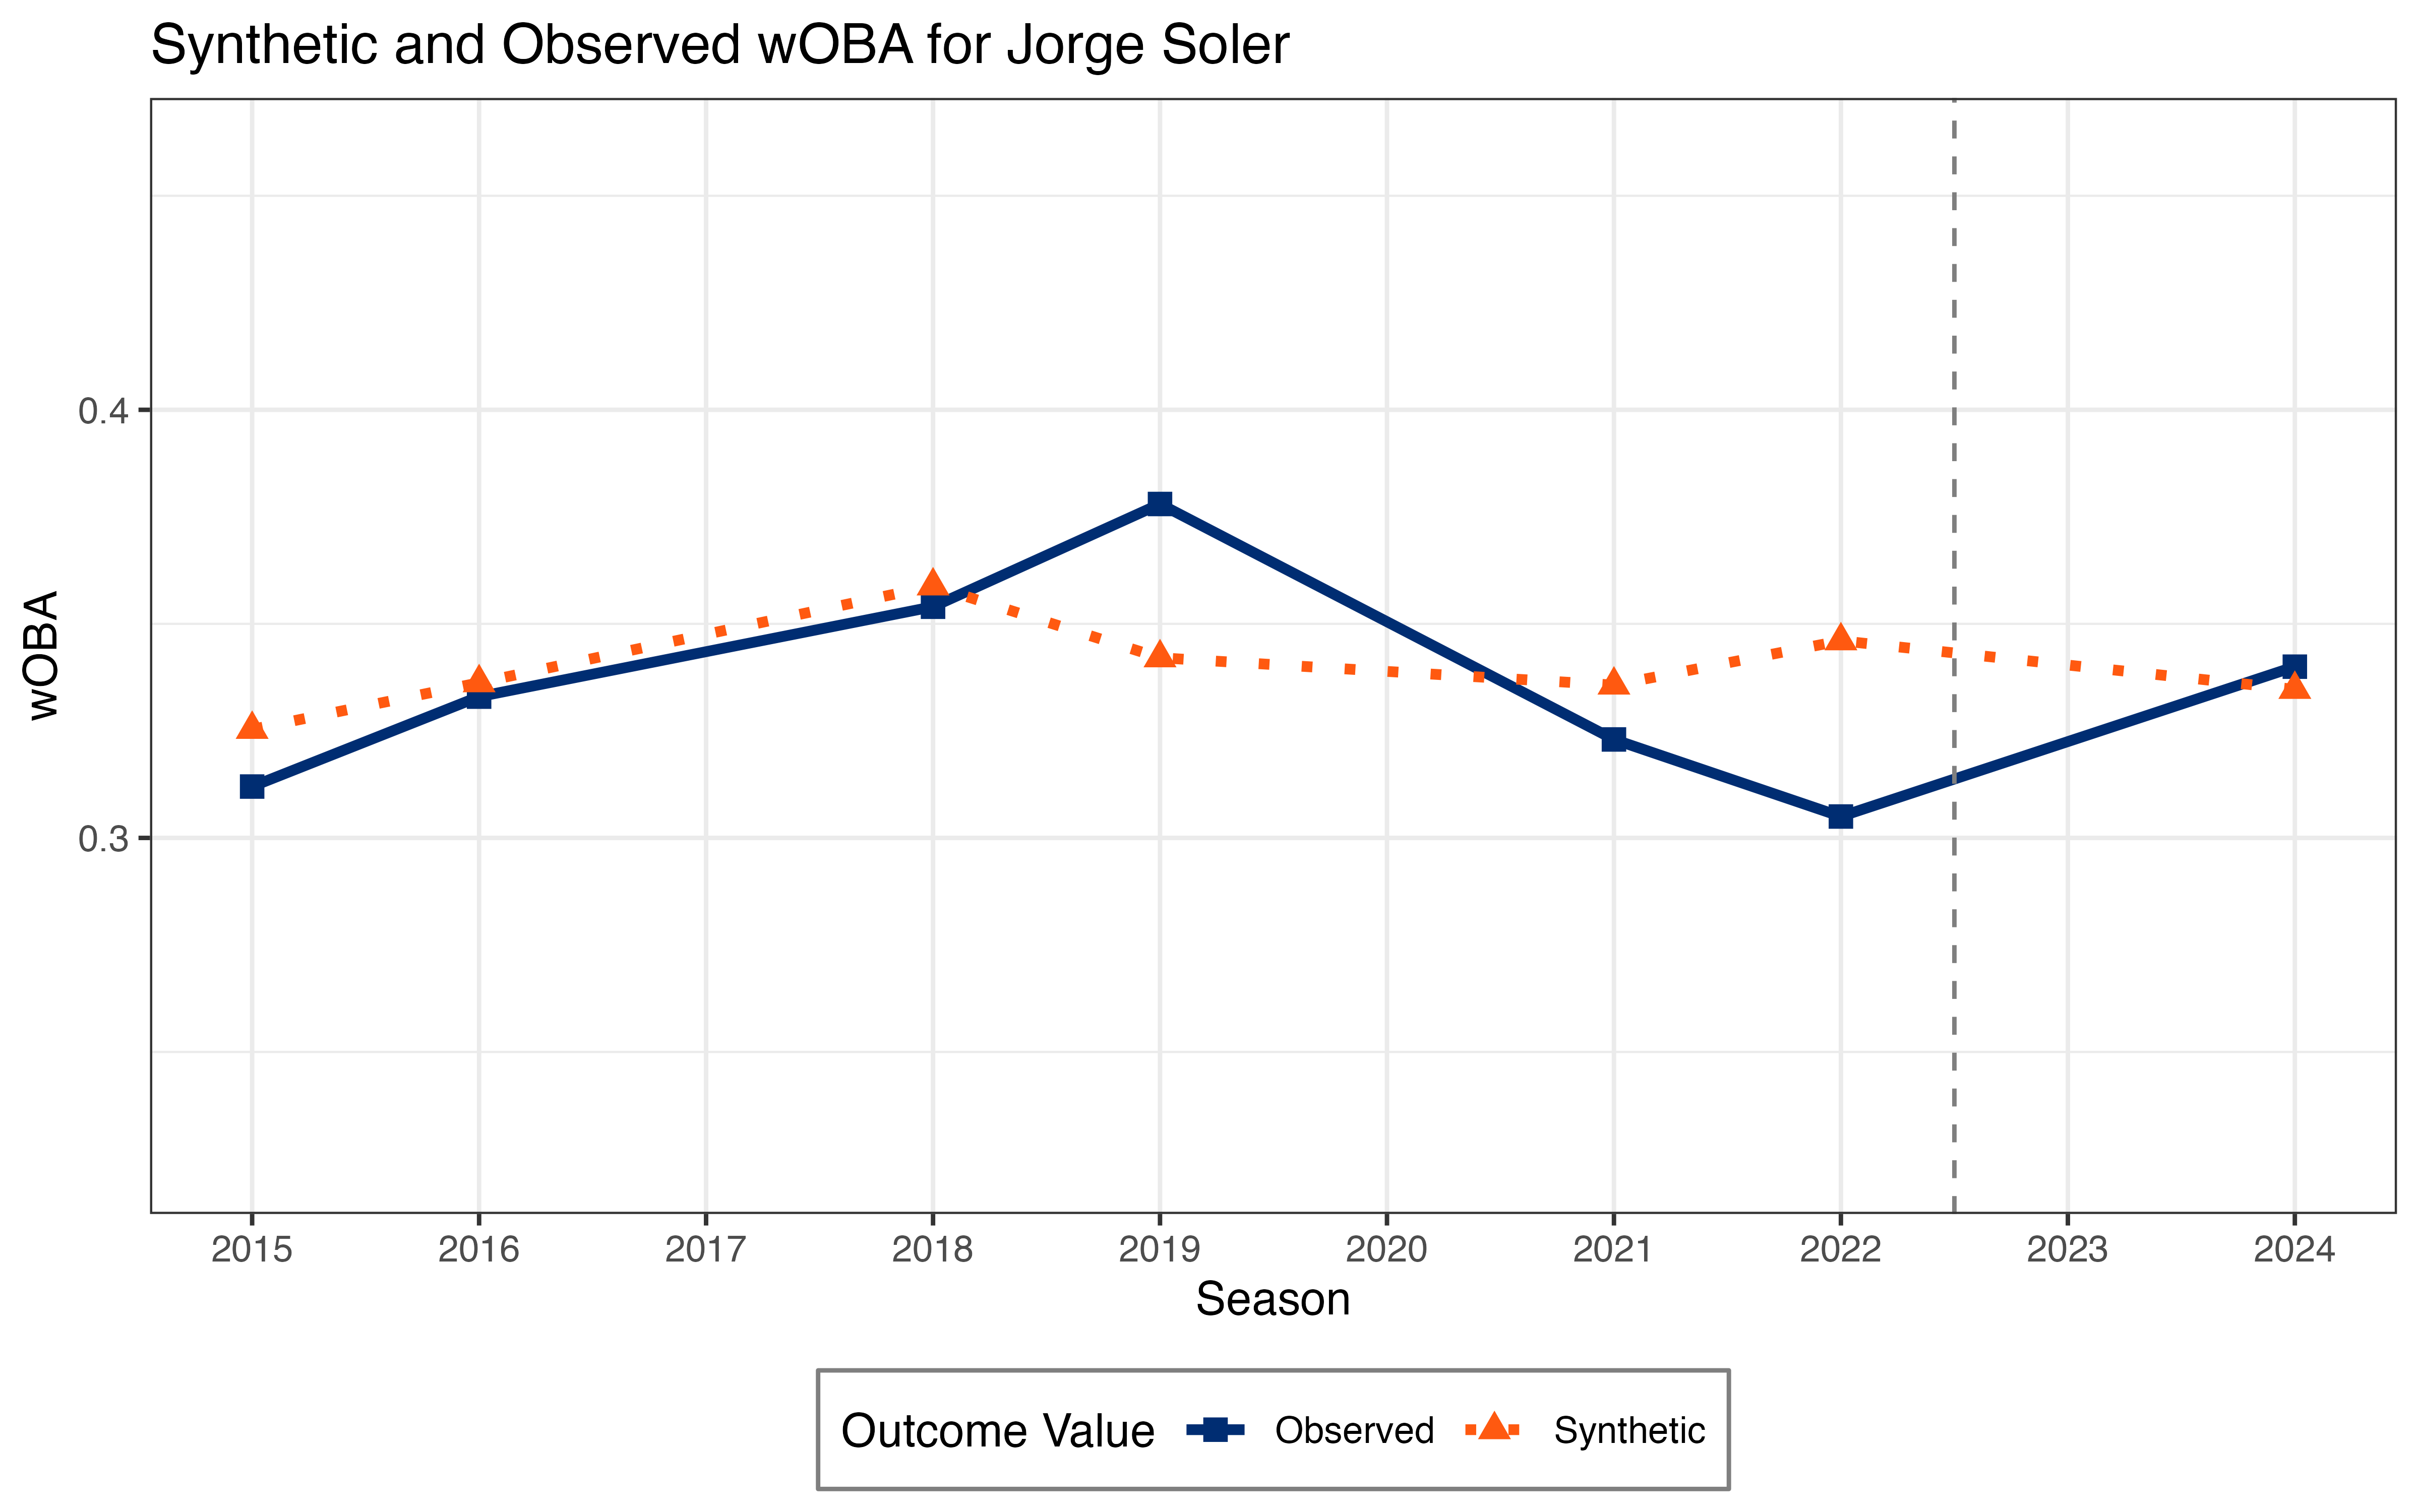 Synthetic and Observed wOBA for Jorge Soler
wOBA
0.4
0.3
2015 2016 2017 2018 2019 2020 2021 2022 2023 2024
Season
Outcome Value Observed Synthetic